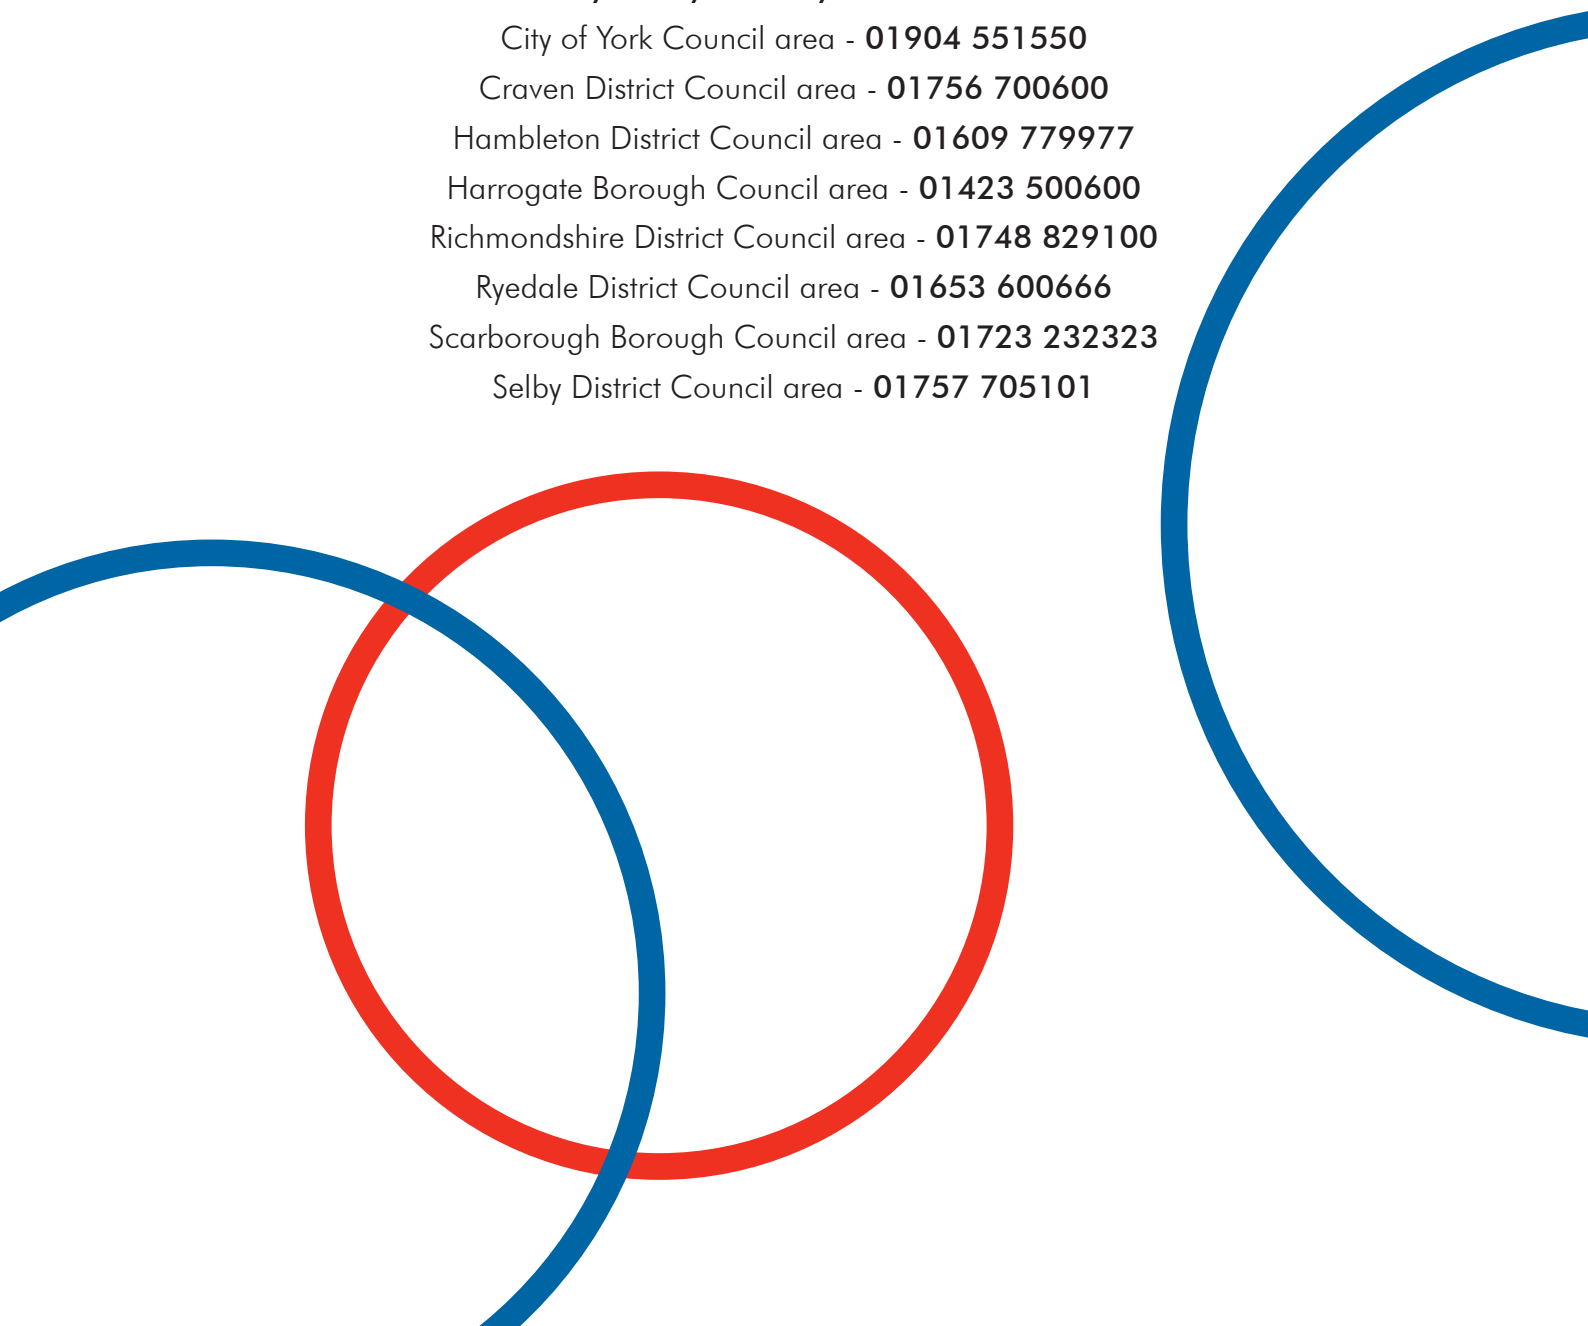 City of York Council area - 01904 551550
Craven District Council area - 01756 700600
Hambleton District Council area - 01609 779977
Harrogate Borough Council area - 01423 500600
Richmondshire District Council area - 01748 829100
Ryedale District Council area - 01653 600666
Scarborough Borough Council area - 01723 232323
Selby District Council area - 01757 705101